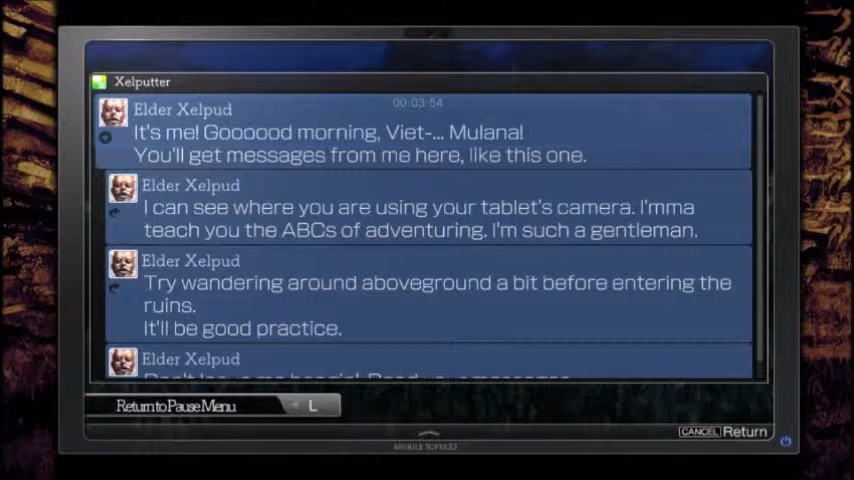 Xelputter
Elder Xelpud
00:03:54
It's me! Goooood morning, Viet-... Mulana!
You'll get messages from me here, like this one.
Elder Xelpud
I can see where you are using your tablet's camera. I'mma
teach you the ABCs of adventuring. I'm such a gentleman.
Elder Xelpud
Try wandering around aboveground a bit before entering the
ruins.
It'll be good practice.
Elder Xelpud
Return to Pause Menu
L
CANCEL Return